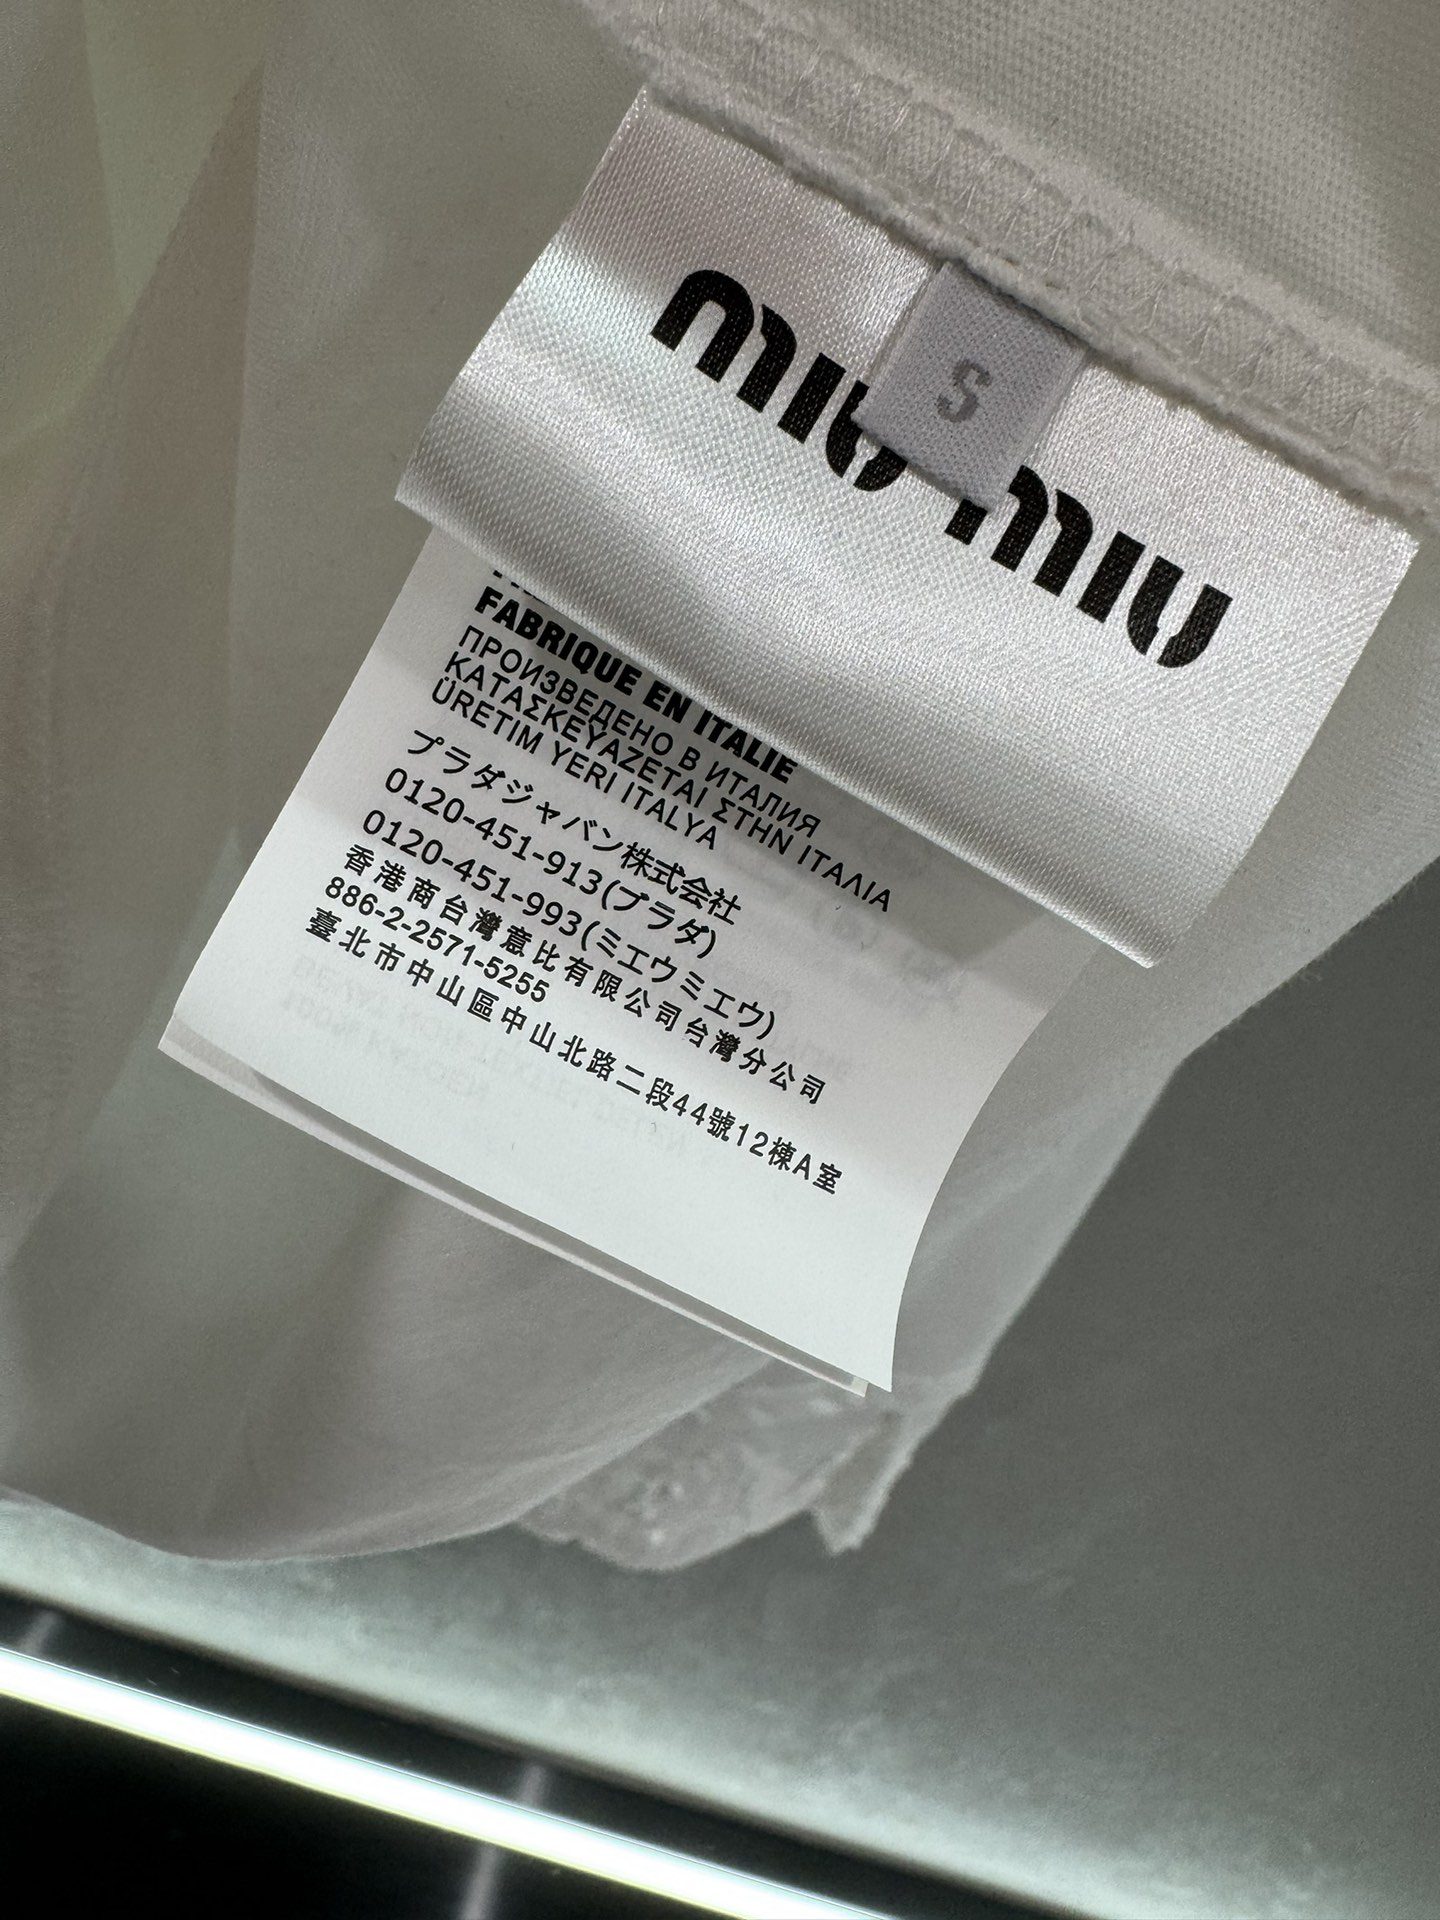 miu miu
S
FABRIQUE EN ITALIE
ПРОИЗВЕДЕНО В ИТАЛИЯ
ΚΑΤΑΣΚΕΥΑΖΕΤΑΙ ΣΤΗΝ ΙΤΑΛΙΑ
ÜRETIM YERI ITALYA
プラダジャパン株式会社
0120-451-913(プラダ)
0120-451-993(ミュウミュウ)
香港商台灣意比有限公司台灣分公司
886-2-2571-5255
臺北市中山區中山北路二段44號12棟A室